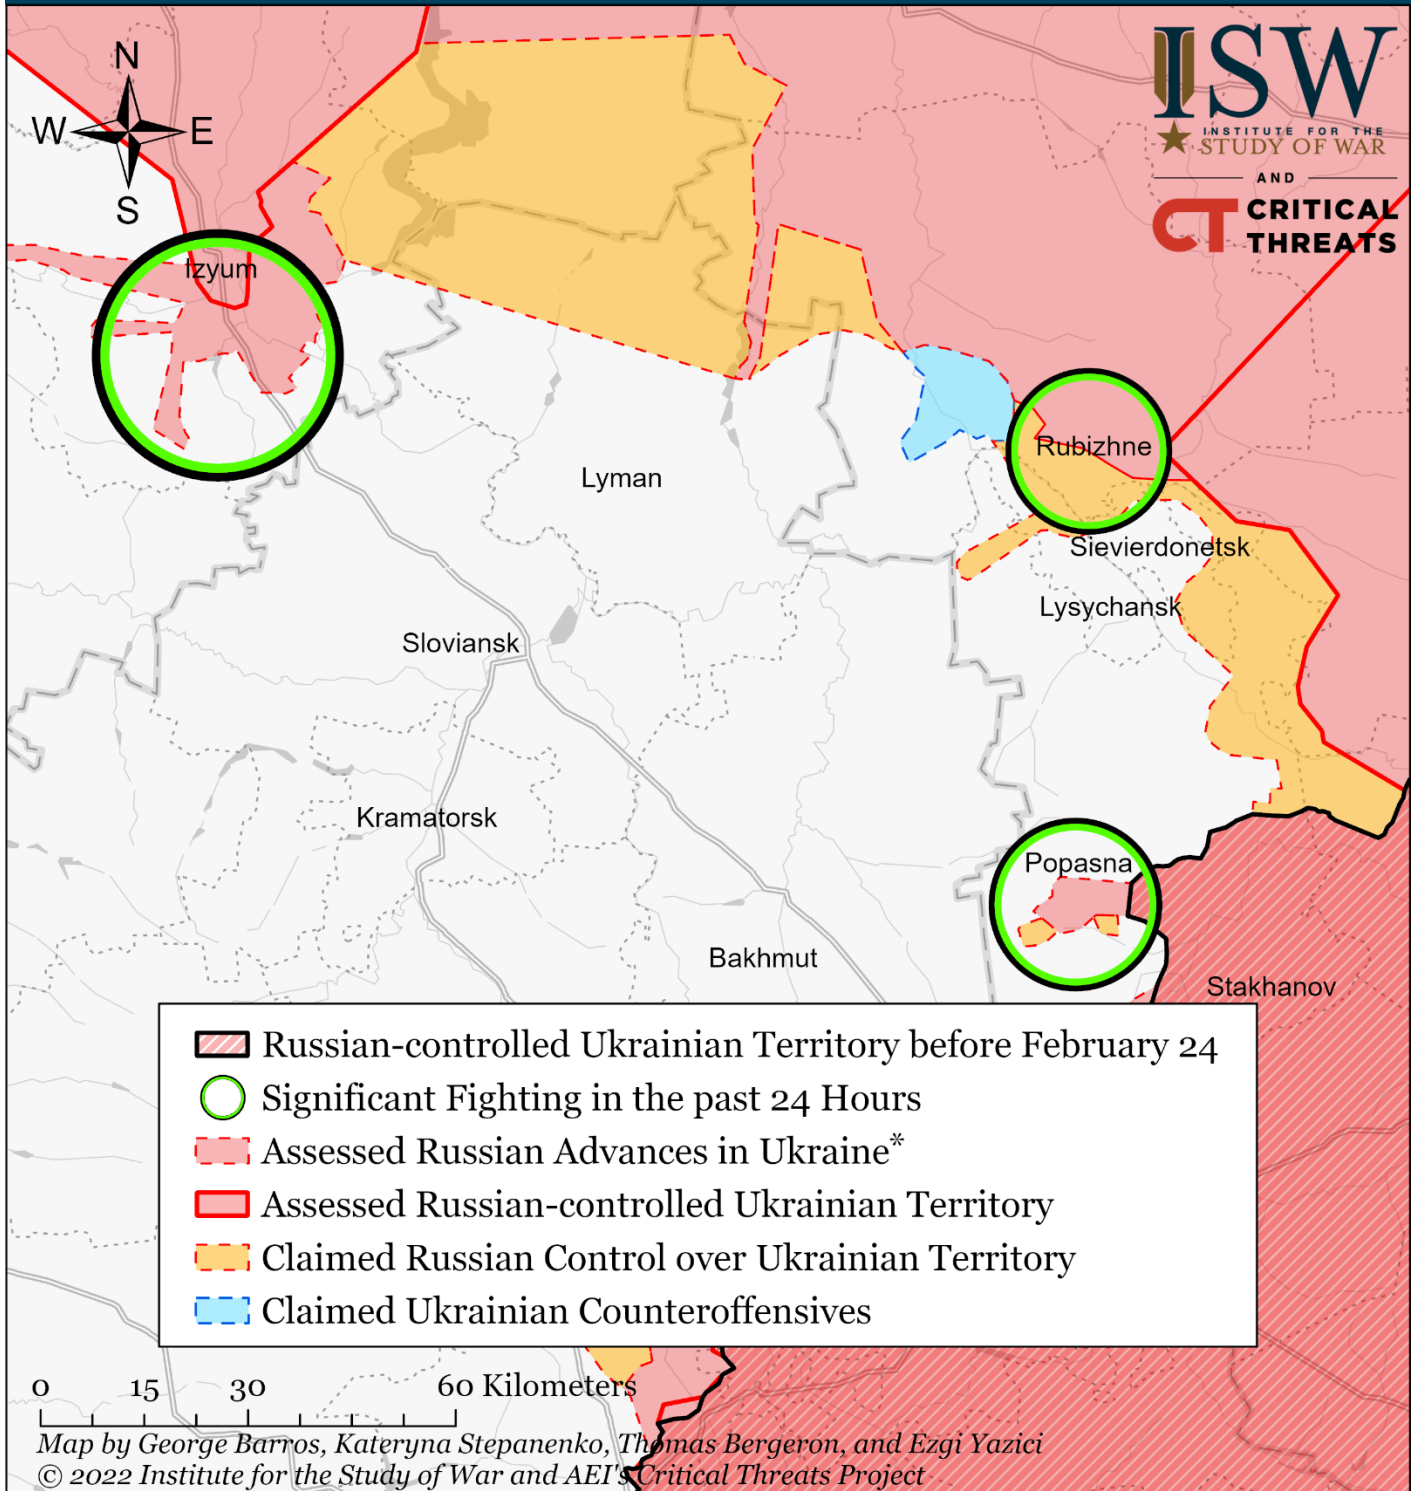 N
W E
S
ISW
INSTITUTE FOR THE
STUDY OF WAR
AND
CT CRITICAL
THREATS
Izyum
Rubizhne
Lyman
Sievierdonetsk
Lysychansk
Sloviansk
Kramatorsk
Popasna
Bakhmut
Stakhanov
Russian-controlled Ukrainian Territory before February 24
Significant Fighting in the past 24 Hours
Assessed Russian Advances in Ukraine*
Assessed Russian-controlled Ukrainian Territory
Claimed Russian Control over Ukrainian Territory
Claimed Ukrainian Counteroffensives
0 15 30 60 Kilometers
Map by George Barros, Kateryna Stepanenko, Thomas Bergeron, and Ezgi Yazici
© 2022 Institute for the Study of War and AEI's Critical Threats Project